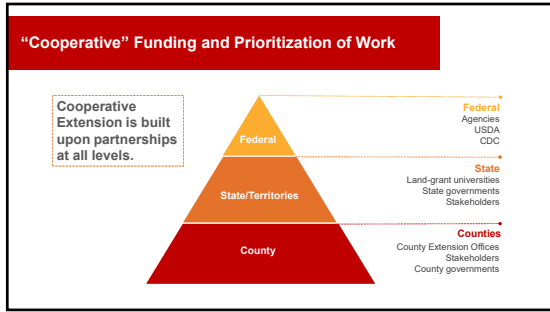 “Cooperative” Funding and Prioritization of Work
Cooperative
Extension is built
upon partnerships
at all levels.
Federal
State/Territories
County
Federal
Agencies
USDA
CDC
State
Land-grant universities
State governments
Stakeholders
Counties
County Extension Offices
Stakeholders
County governments